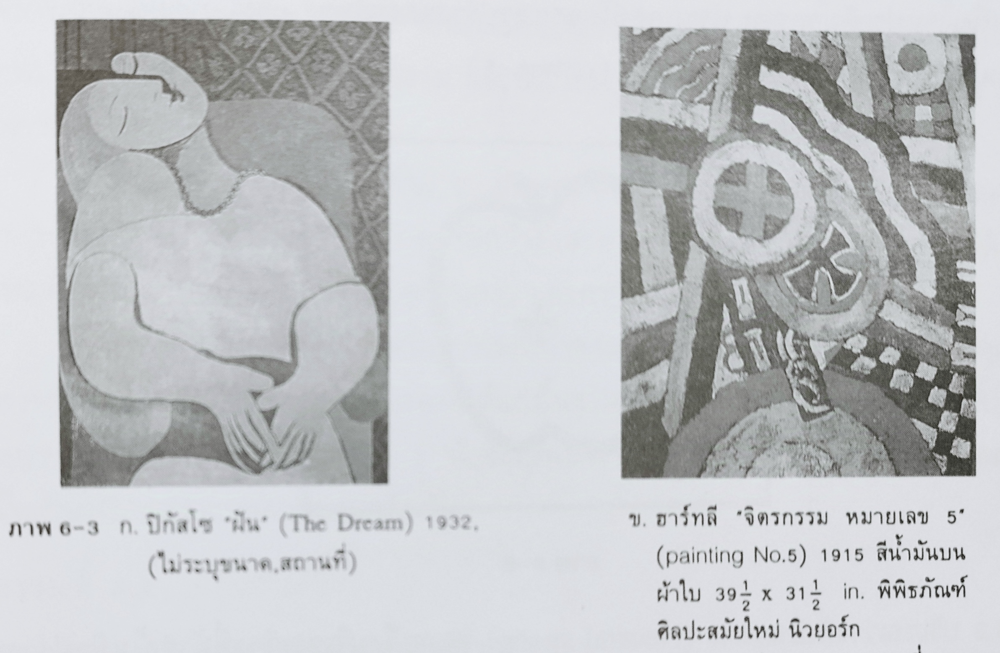 ภาพ 6-3 ก. ปิกัสโซ "ฝัน" (The Dream) 1932.
(ไม่ระบุขนาด,สถานที่)
ข. ฮาร์ทลี "จิตรกรรม หมายเลข 5"
(painting No.5) 1915 สีน้ำมันบน
ผ้าใบ 39 1/2 x 31 1/2 in. พิพิธภัณฑ์
ศิลปะสมัยใหม่ นิวยอร์ก